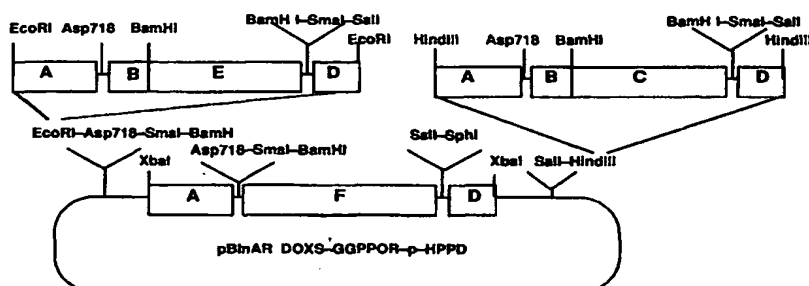 EcoRI Asp718 BamHI BamH I-SmaI-SalI EcoRI
A B E D
HindIII Asp718 BamHI BamH I-SmaI-SalI HindIII
A B C D
EcoRI-Asp718-SmaI-BamH
XbaI
Asp718-SmaI-BamHI
SalI-SphI
XbaI
SalI-HindIII
A F D
pBinAR DOXS-GGPPOR-p-HPPD